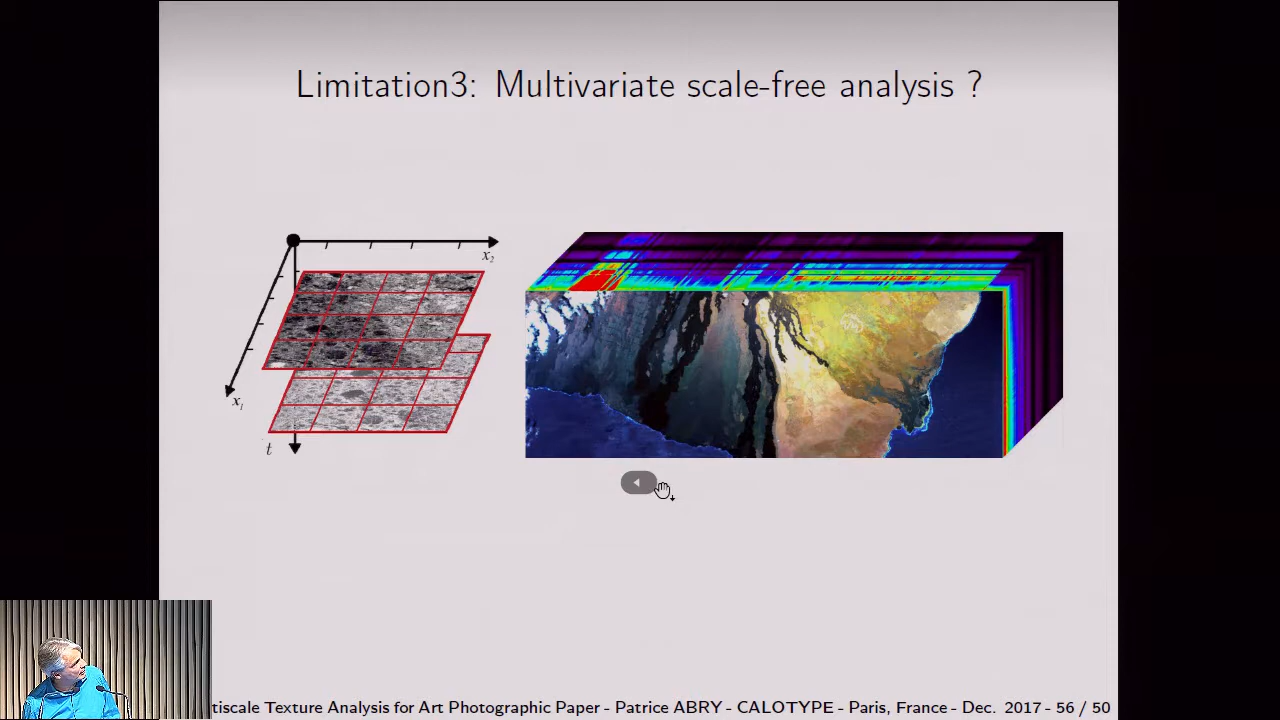 Limitation3: Multivariate scale-free analysis ?
x₂
x₁
t
tiscale Texture Analysis for Art Photographic Paper - Patrice ABRY - CALOTYPE - Paris, France - Dec. 2017 - 56 / 50